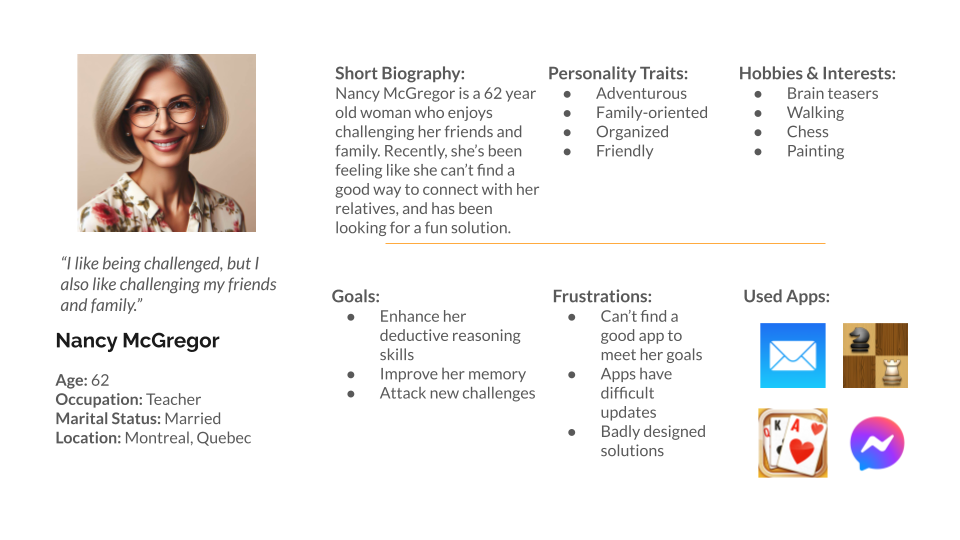 “I like being challenged, but I
also like challenging my friends
and family.”
Nancy McGregor
Age: 62
Occupation: Teacher
Marital Status: Married
Location: Montreal, Quebec
Short Biography:
Nancy McGregor is a 62 year
old woman who enjoys
challenging her friends and
family. Recently, she’s been
feeling like she can’t find a
good way to connect with her
relatives, and has been
looking for a fun solution.
Personality Traits:
● Adventurous
● Family-oriented
● Organized
● Friendly
Hobbies & Interests:
● Brain teasers
● Walking
● Chess
● Painting
Goals:
● Enhance her
deductive reasoning
skills
● Improve her memory
● Attack new challenges
Frustrations:
● Can’t find a
good app to
meet her goals
● Apps have
difficult
updates
● Badly designed
solutions
Used Apps:
K A